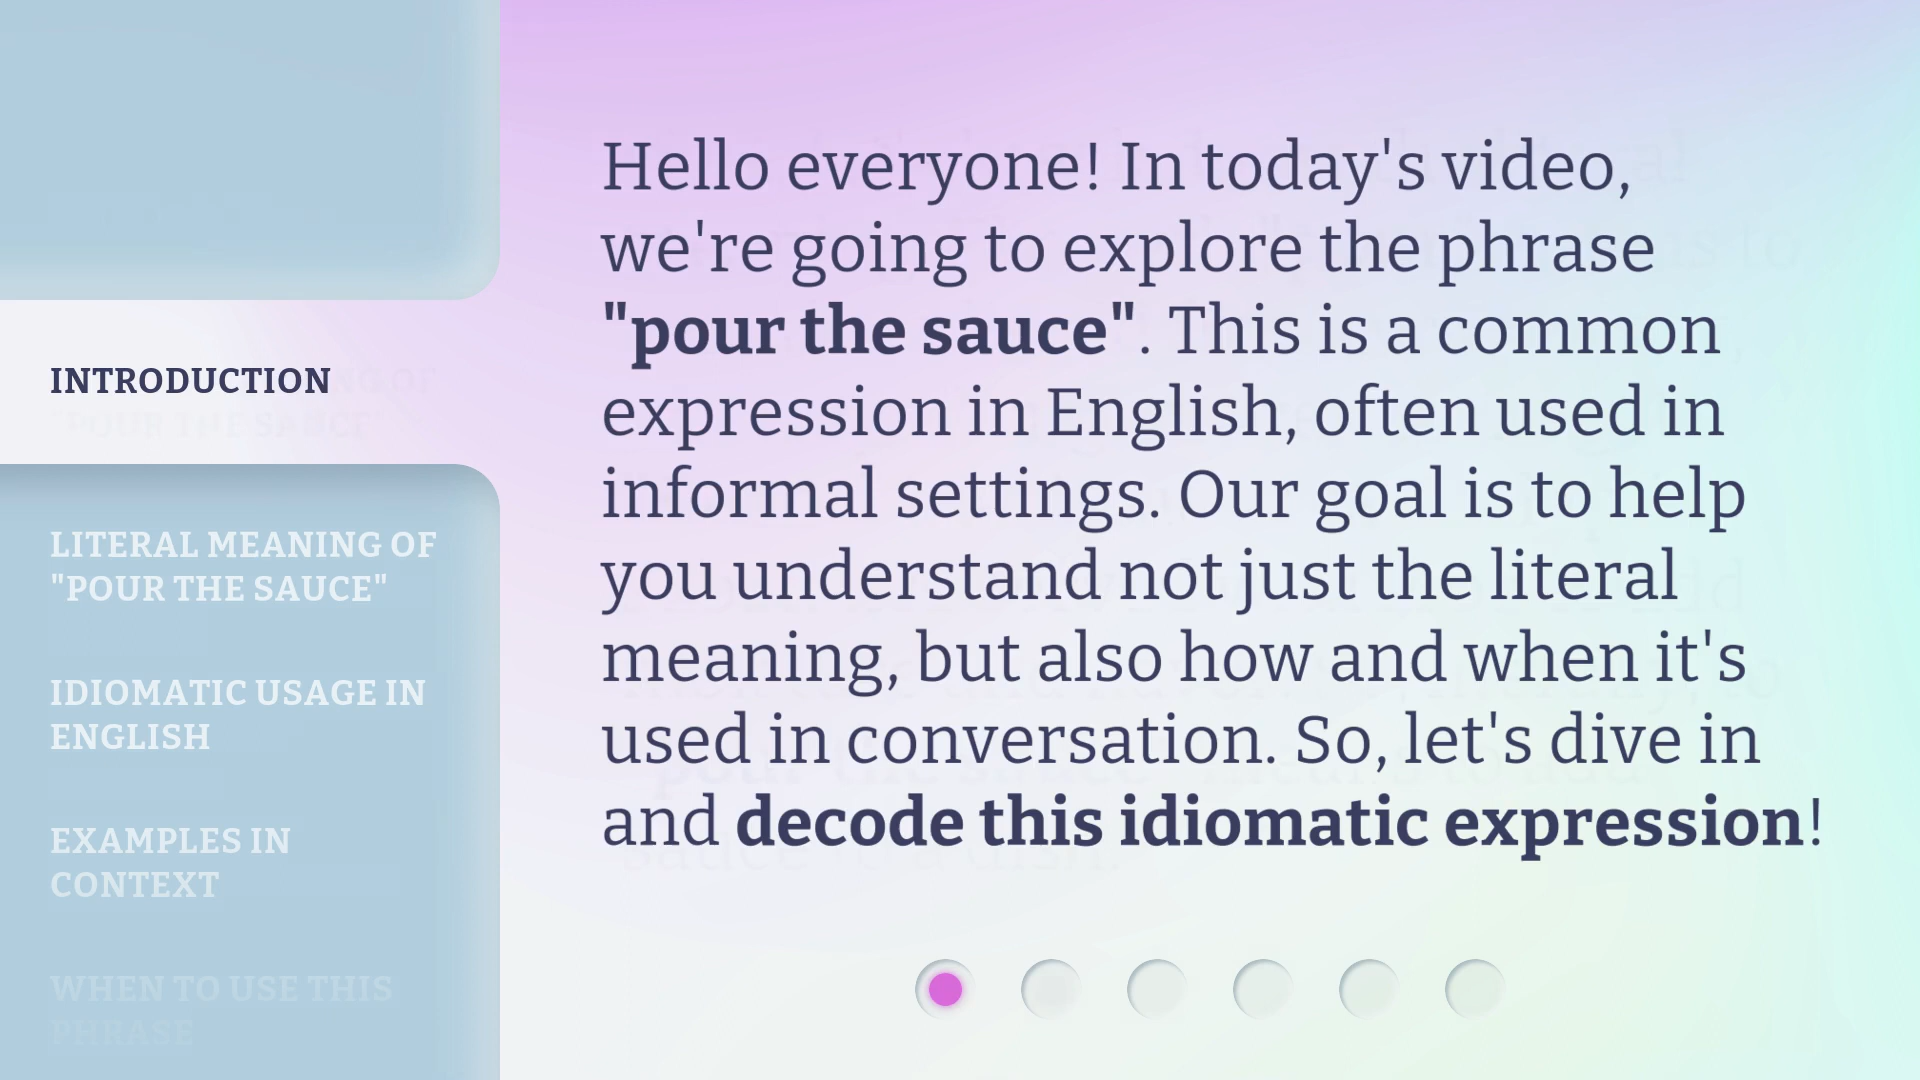 INTRODUCTION
LITERAL MEANING OF
"POUR THE SAUCE"
IDIOMATIC USAGE IN
ENGLISH
EXAMPLES IN
CONTEXT
WHEN TO USE THIS
PHRASE
Hello everyone! In today's video,
we're going to explore the phrase
"pour the sauce". This is a common
expression in English, often used in
informal settings. Our goal is to help
you understand not just the literal
meaning, but also how and when it's
used in conversation. So, let's dive in
and decode this idiomatic expression!